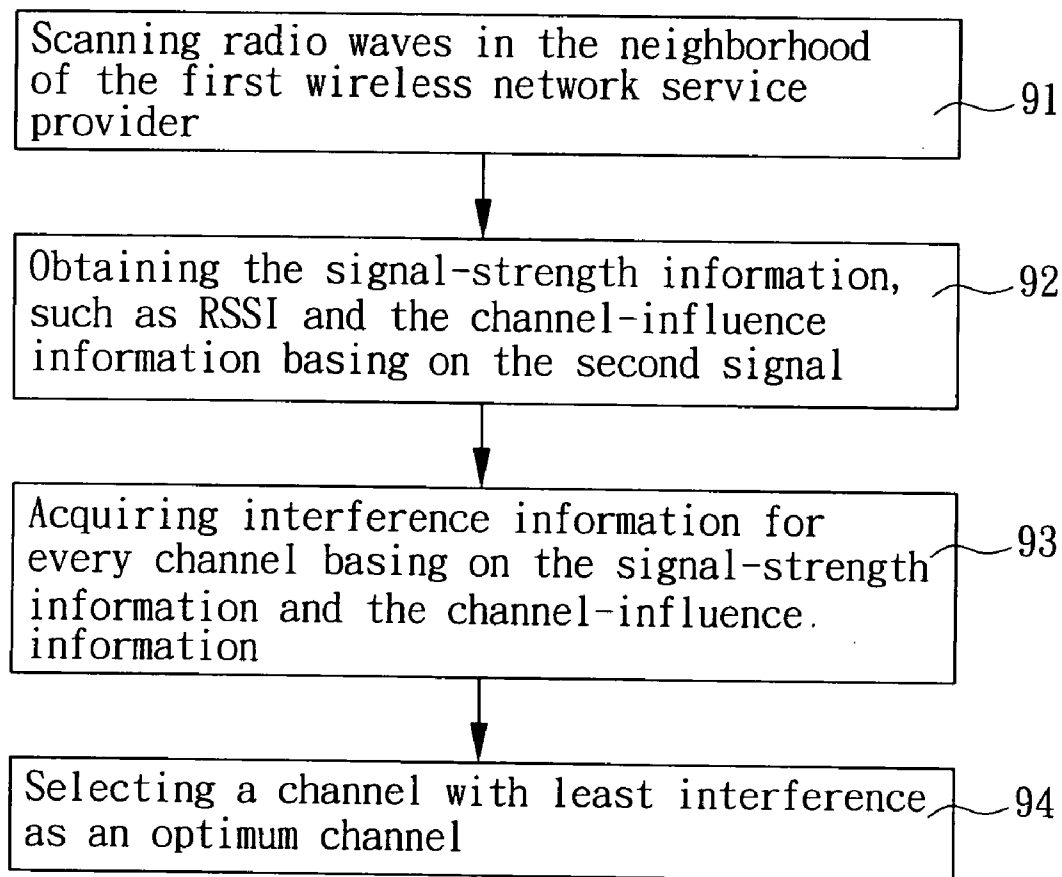 Scanning radio waves in the neighborhood
of the first wireless network service
provider
91
Obtaining the signal-strength information,
such as RSSI and the channel-influence
information basing on the second signal
92
Acquiring interference information for
every channel basing on the signal-strength
information and the channel-influence.
information
93
Selecting a channel with least interference
as an optimum channel
94